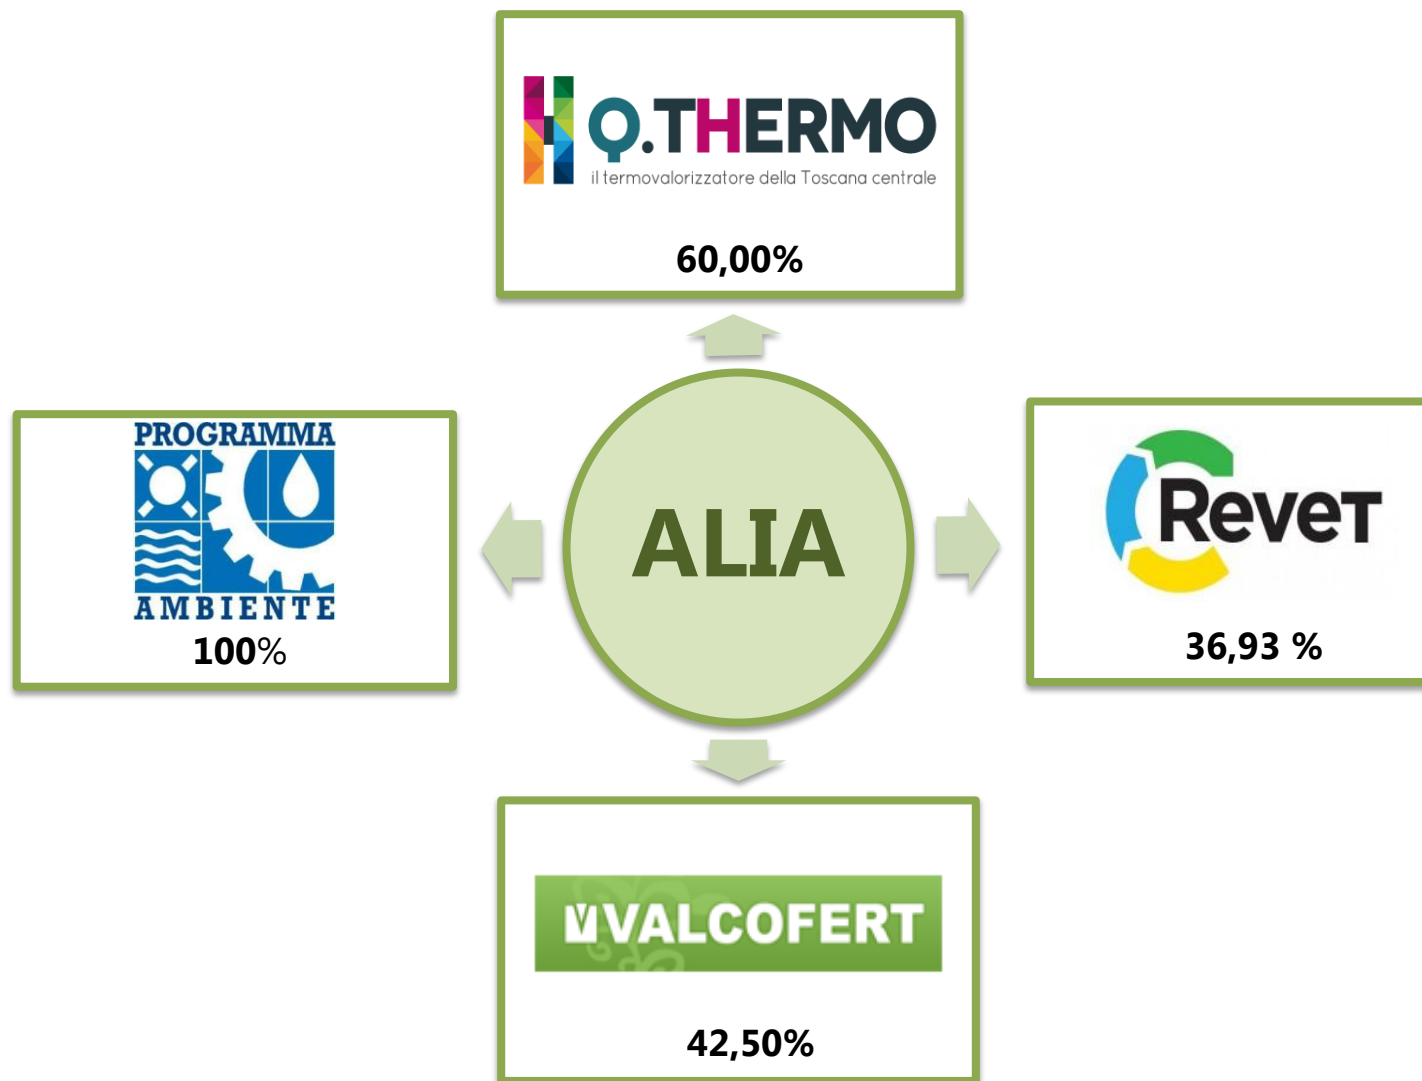 Q.THERMO
il termovalorizzatore della Toscana centrale
60,00%
PROGRAMMA
AMBIENTE
100%
ALIA
Revet
36,93 %
VALCOFERT
42,50%